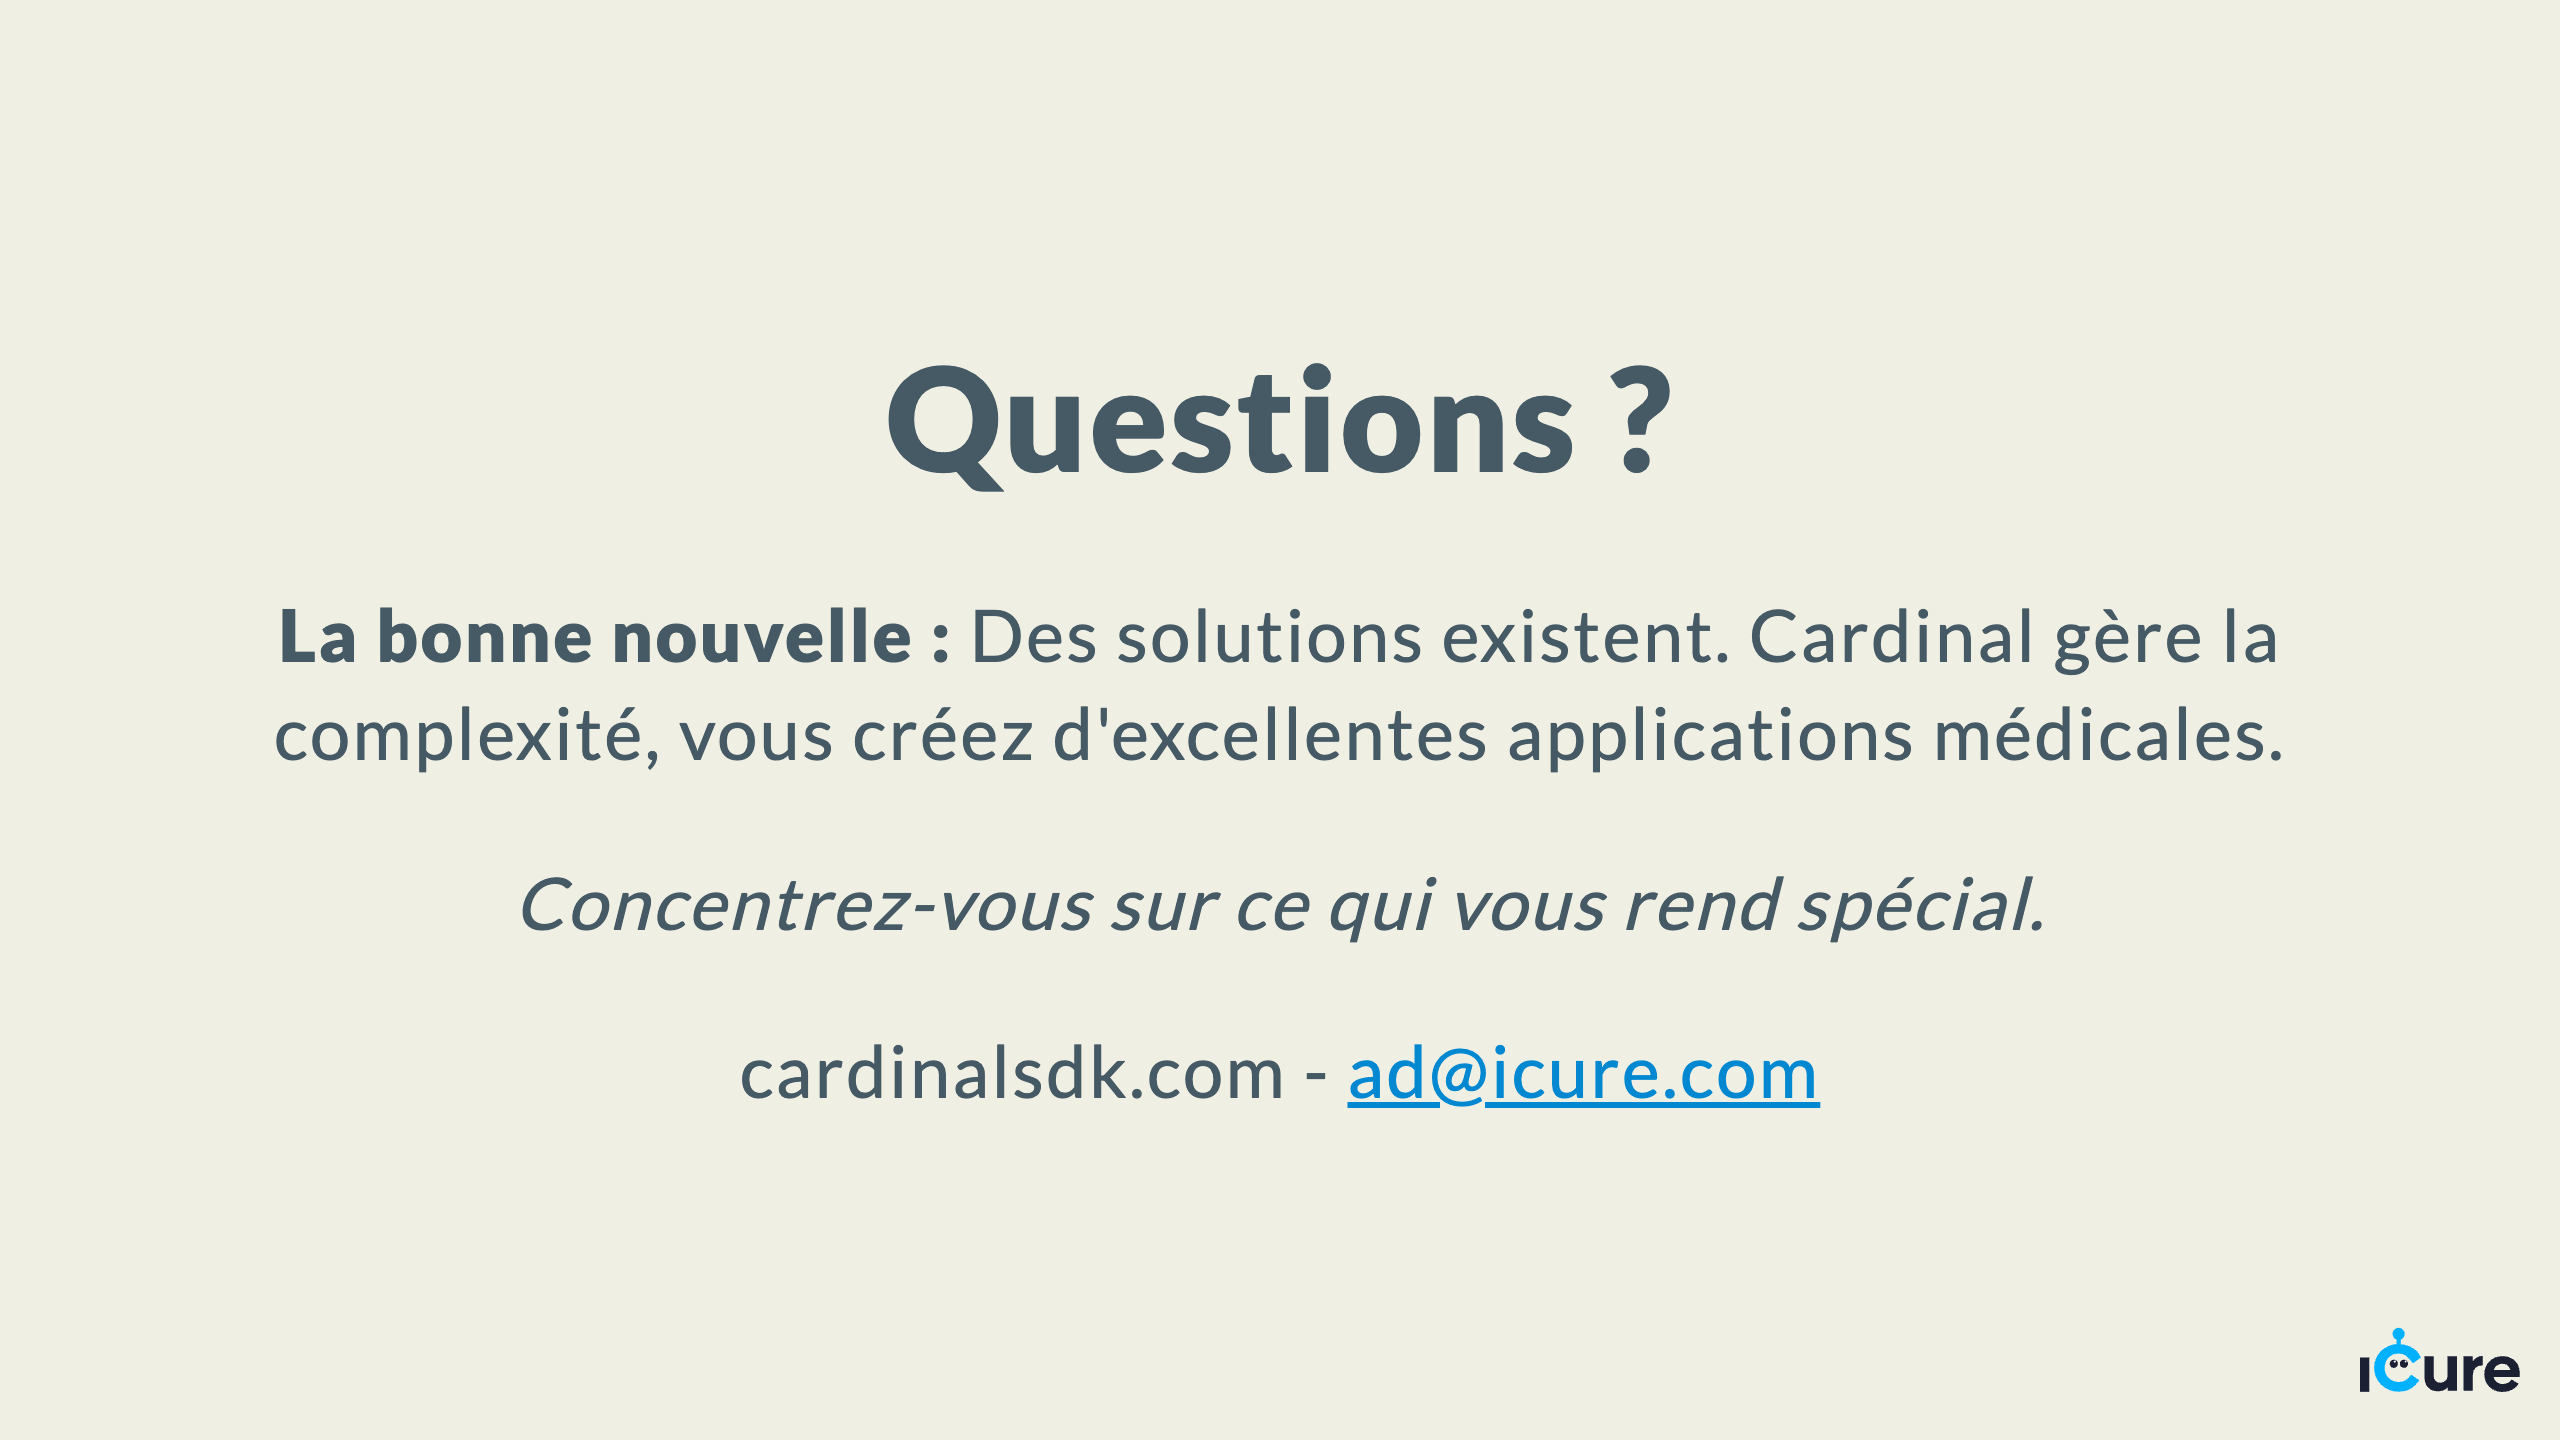 Questions ?
La bonne nouvelle : Des solutions existent. Cardinal gère la
complexité, vous créez d'excellentes applications médicales.
Concentrez-vous sur ce qui vous rend spécial.
cardinalsdk.com - ad@icure.com
iCure